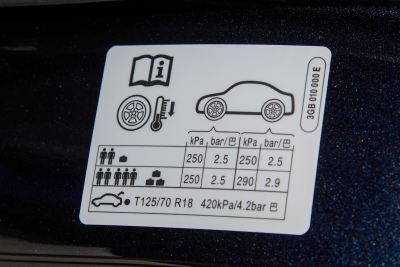 3GB 010 000 E
kPa bar/巴 kPa bar/巴
250 2.5 250 2.5
250 2.5 290 2.9
T125/70 R18 420kPa/4.2bar 巴